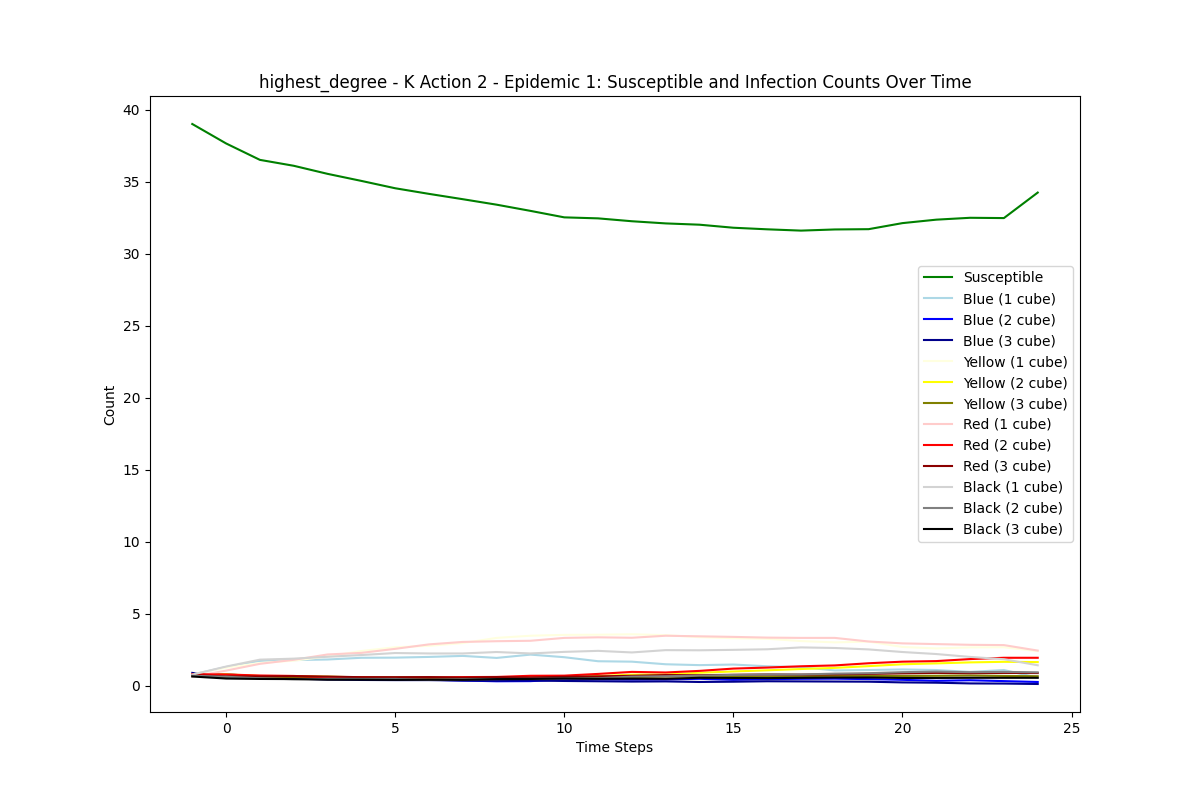 highest_degree - K Action 2 - Epidemic 1: Susceptible and Infection Counts Over Time
40
35
30
25
20
15
10
5
0
Count
Susceptible
Blue (1 cube)
Blue (2 cube)
Blue (3 cube)
Yellow (1 cube)
Yellow (2 cube)
Yellow (3 cube)
Red (1 cube)
Red (2 cube)
Red (3 cube)
Black (1 cube)
Black (2 cube)
Black (3 cube)
0 5 10 15 20 25
Time Steps